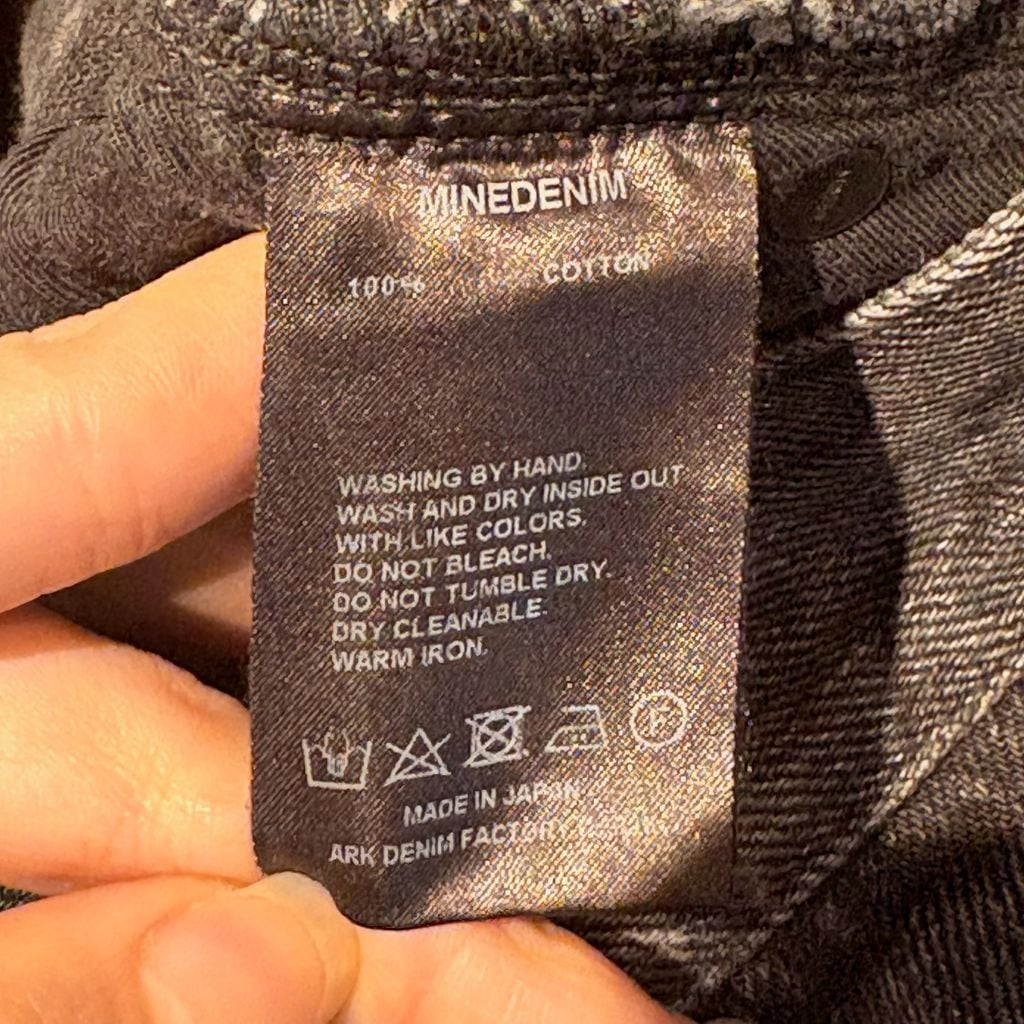 MINEDENIM
100% COTTON
WASHING BY HAND.
WASH AND DRY INSIDE OUT
WITH LIKE COLORS.
DO NOT BLEACH.
DO NOT TUMBLE DRY.
DRY CLEANABLE.
WARM IRON.
F
MADE IN JAPAN
ARK DENIM FACTORY